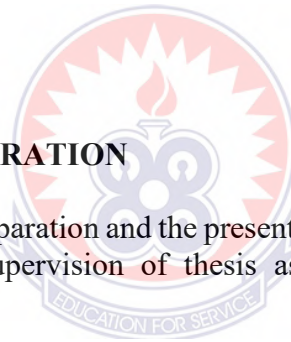 RATION
paration and the present
upervision of thesis as
EDUCATION FOR SERVICE